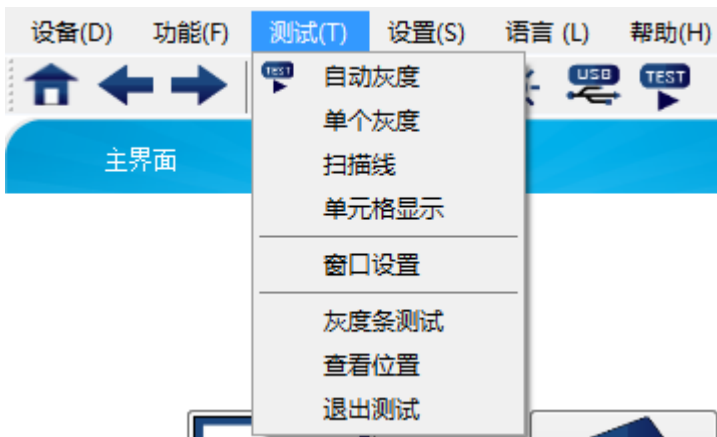 设备(D) 功能(F) 测试(T) 设置(S) 语言 (L) 帮助(H)
TEST 自动灰度 USB TEST
单个灰度
主界面 扫描线
单元格显示
窗口设置
灰度条测试
查看位置
退出测试